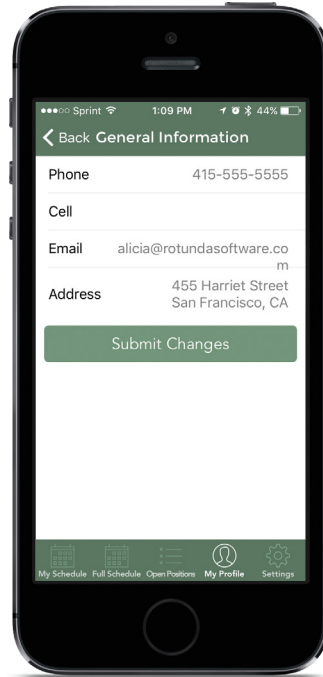 Sprint 1:09 PM 44%
Back General Information
Phone 415-555-5555
Cell
Email alicia@rotundasoftware.co
m
Address 455 Harriet Street
San Francisco, CA
Submit Changes
My Schedule Full Schedule Open Positions My Profile Settings